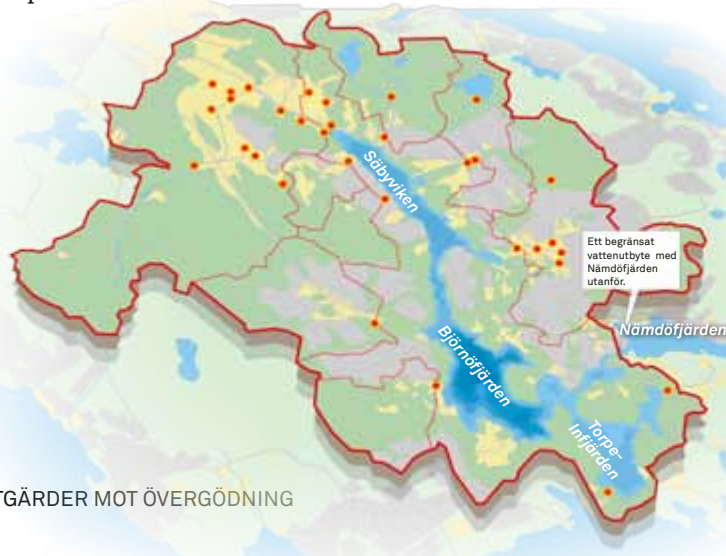 Säbyviken
Ett begränsat
vattenutbyte med
Nämdöfjärden
utanför.
Nämdöfjärden
Björnöfjärden
Torpe-
Infjärden
TGÄRDER MOT ÖVERGÖDNING